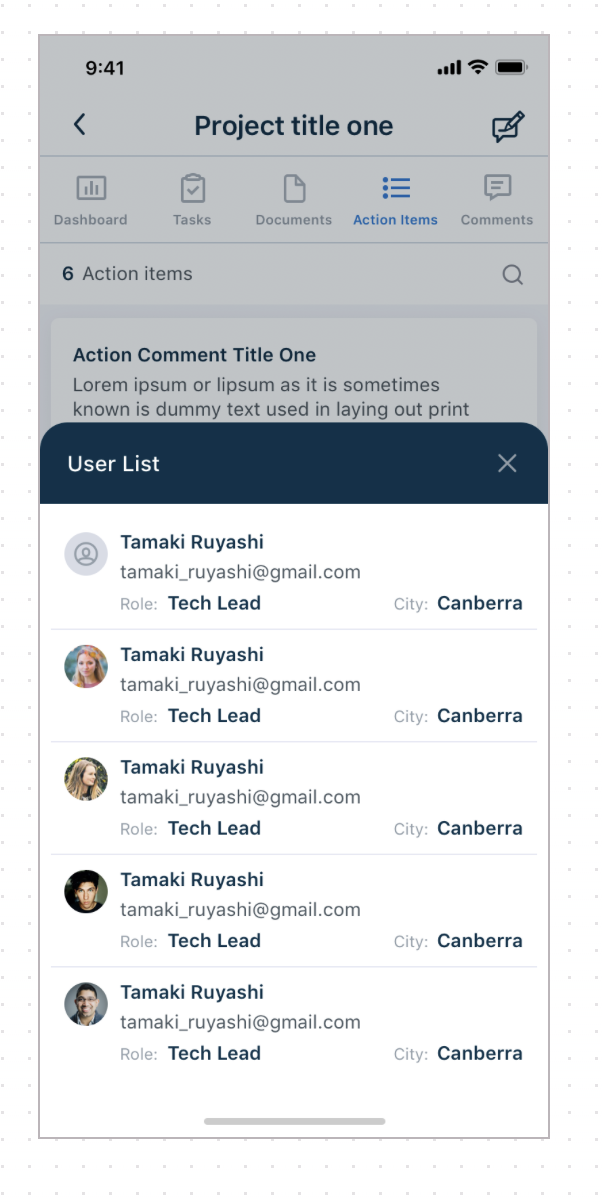 9:41
Project title one
Dashboard Tasks Documents Action Items Comments
6 Action items
Action Comment Title One
Lorem ipsum or lipsum as it is sometimes
known is dummy text used in laying out print
User List
Tamaki Ruyashi
tamaki_ruyashi@gmail.com
Role: Tech Lead City: Canberra
Tamaki Ruyashi
tamaki_ruyashi@gmail.com
Role: Tech Lead City: Canberra
Tamaki Ruyashi
tamaki_ruyashi@gmail.com
Role: Tech Lead City: Canberra
Tamaki Ruyashi
tamaki_ruyashi@gmail.com
Role: Tech Lead City: Canberra
Tamaki Ruyashi
tamaki_ruyashi@gmail.com
Role: Tech Lead City: Canberra